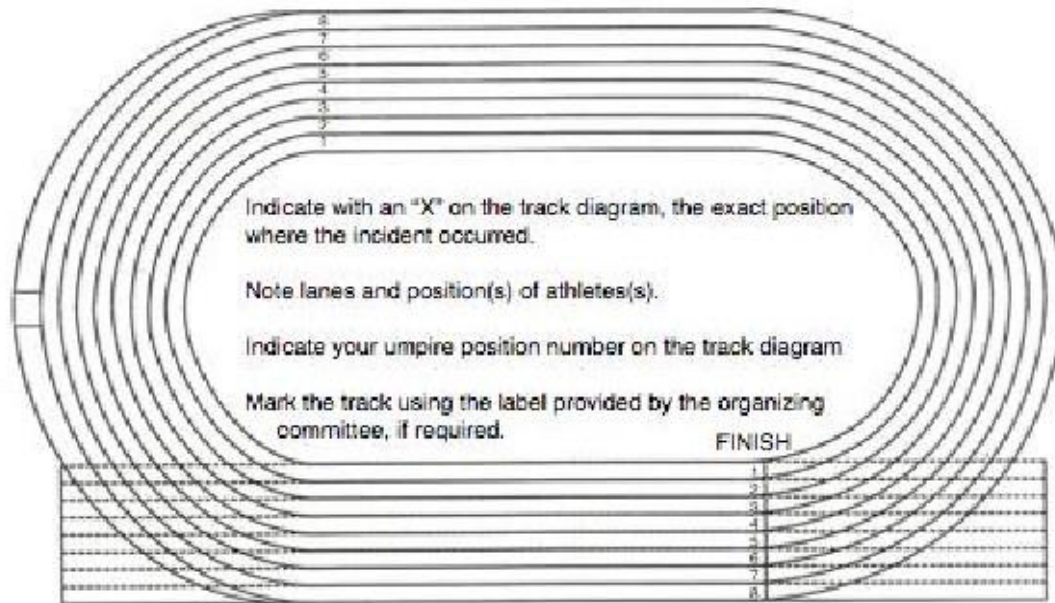 8
7
6
5
4
3
2
1
Indicate with an "X" on the track diagram, the exact position
where the incident occurred.
Note lanes and position(s) of athletes(s).
Indicate your umpire position number on the track diagram
Mark the track using the label provided by the organizing
committee, if required.
FINISH
1
2
3
4
5
6
7
8